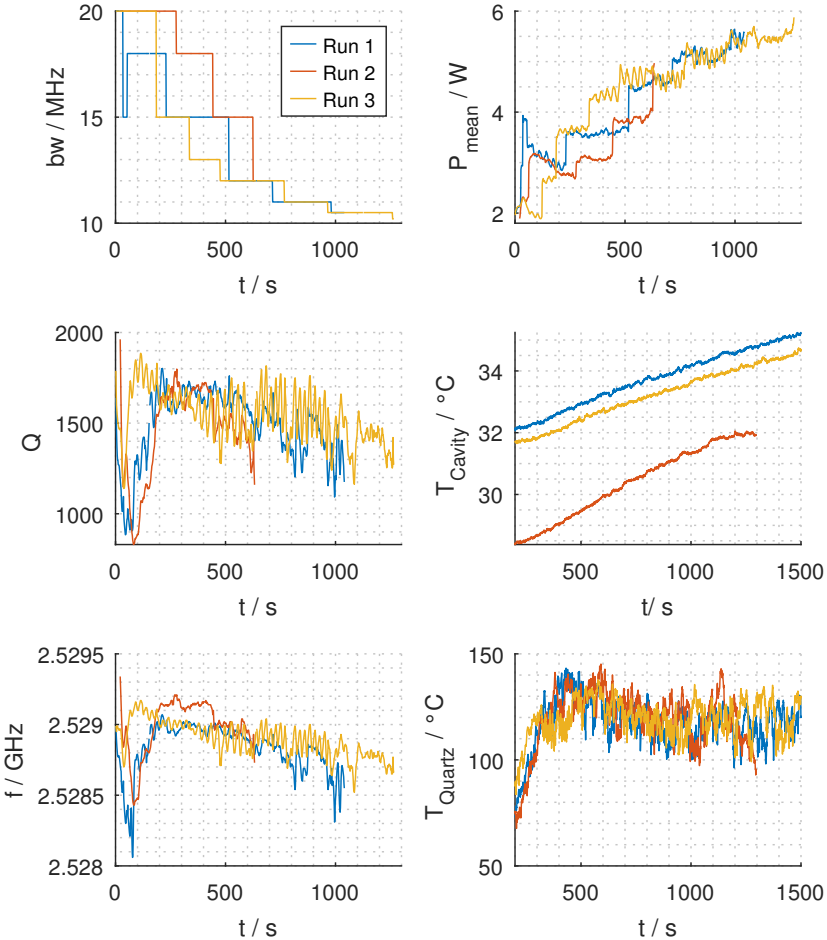 20
15
10
bw / MHz
0
500
1000
t / s
Run 1
Run 2
Run 3
6
4
2
P_mean / W
0
500
1000
t / s
2000
1500
1000
Q
0
500
1000
t / s
34
32
30
T_Cavity / °C
500
1000
1500
t/ s
2.5295
2.529
2.5285
2.528
f / GHz
0
500
1000
t / s
150
100
50
T_Quartz / °C
500
1000
1500
t / s